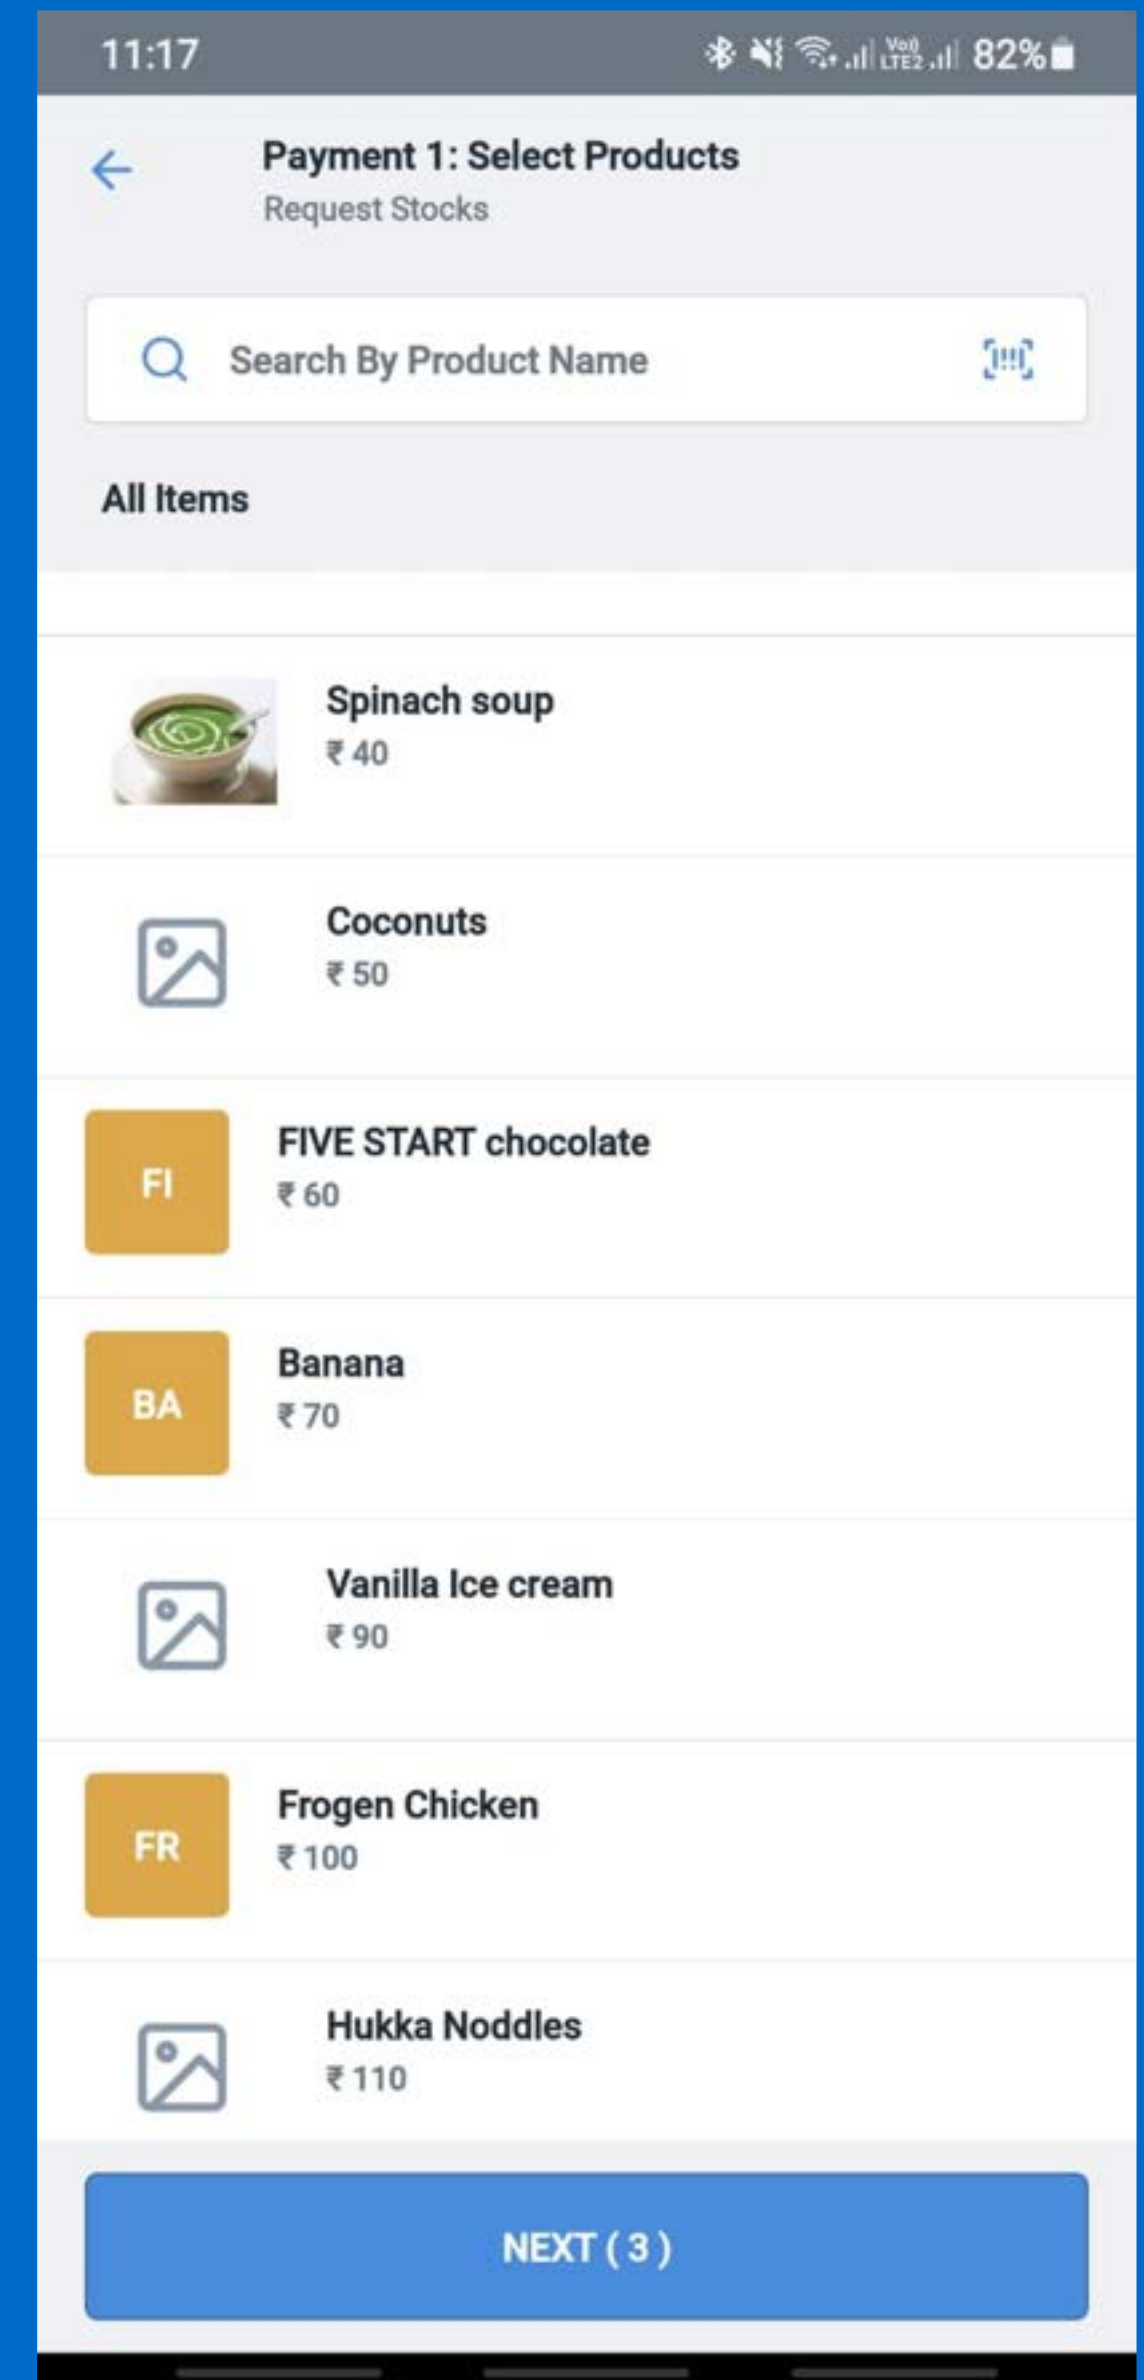 11:17
Vo)) LTE2 82%
Payment 1: Select Products
Request Stocks
Search By Product Name
All Items
Spinach soup
₹ 40
Coconuts
₹ 50
FI
FIVE START chocolate
₹ 60
BA
Banana
₹ 70
Vanilla Ice cream
₹ 90
FR
Frogen Chicken
₹ 100
Hukka Noddles
₹ 110
NEXT ( 3 )